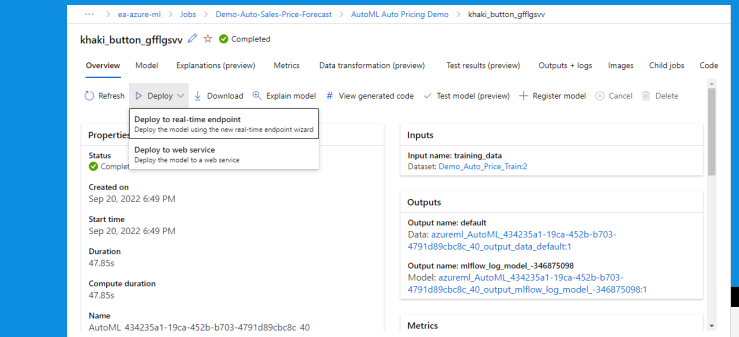 ··· > ea-azure-ml > Jobs > Demo-Auto-Sales-Price-Forecast > AutoML Auto Pricing Demo > khaki_button_gfflgsvv
khaki_button_gfflgsvv Completed
Overview Model Explanations (preview) Metrics Data transformation (preview) Test results (preview) Outputs + logs Images Child jobs Code
Refresh Deploy Download Explain model # View generated code Test model (preview) Register model Cancel Delete
Deploy to real-time endpoint
Deploy the model using the new real-time endpoint wizard
Deploy to web service
Deploy the model to a web service
Properties
Status
Complet
Created on
Sep 20, 2022 6:49 PM
Start time
Sep 20, 2022 6:49 PM
Duration
47.85s
Compute duration
47.85s
Name
AutoML_434235a1-19ca-452b-b703-4791d89cbc8c_40
Inputs
Input name: training_data
Dataset: Demo_Auto_Price_Train:2
Outputs
Output name: default
Data: azureml_AutoML_434235a1-19ca-452b-b703-
4791d89cbc8c_40_output_data_default:1
Output name: mlflow_log_model_-346875098
Model: azureml_AutoML_434235a1-19ca-452b-b703-
4791d89cbc8c_40_output_mlflow_log_model_-346875098:1
Metrics